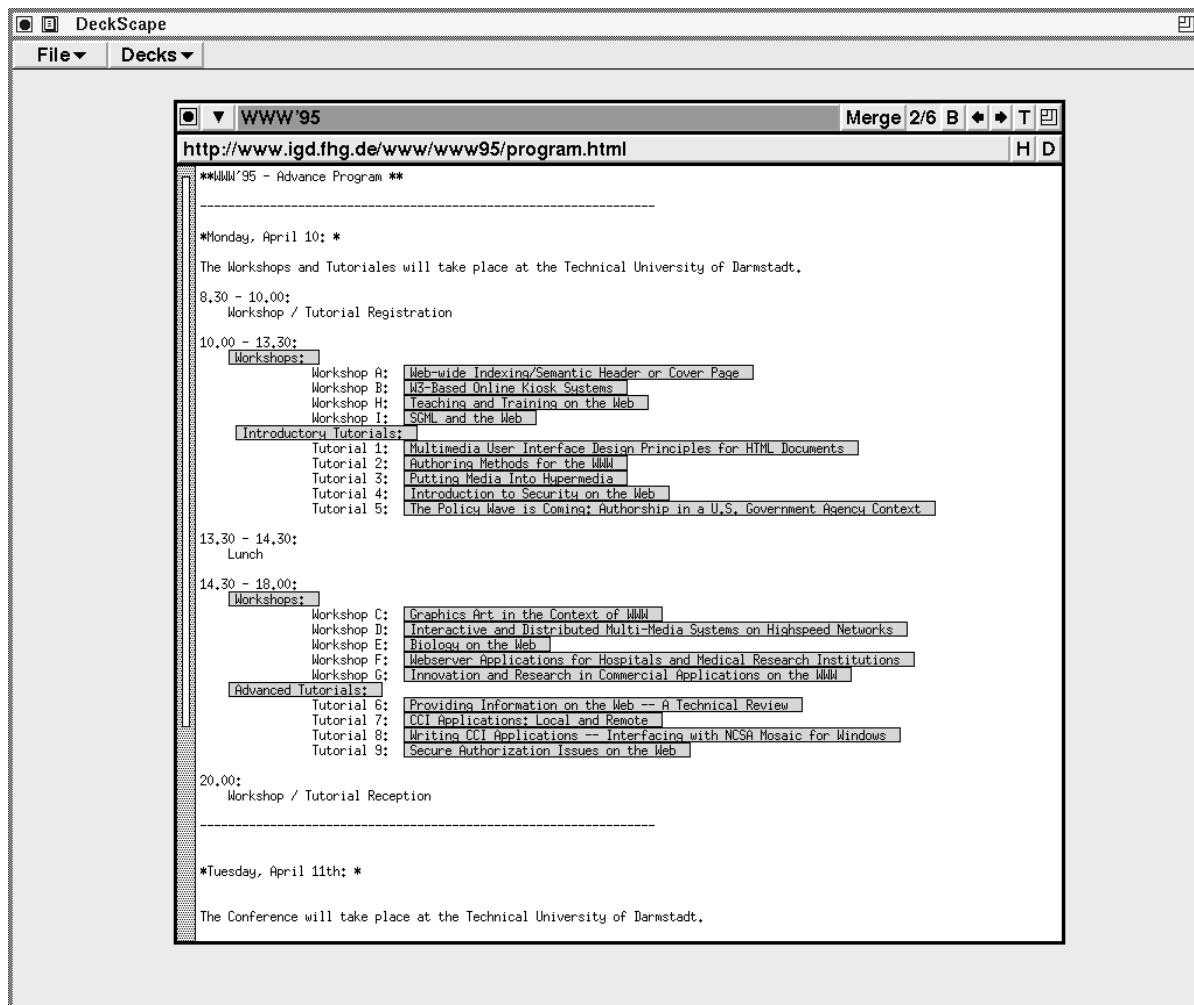 DeckScape
File▼ Decks▼
▼ WWW'95 Merge 2/6 B T
http://www.igd.fhg.de/www/www95/program.html H D
**WWW'95 - Advance Program **
-----------------------------------------------------------------
*Monday, April 10: *
The Workshops and Tutoriales will take place at the Technical University of Darmstadt.
8.30 - 10.00:
Workshop / Tutorial Registration
10.00 - 13.30:
Workshops:
Workshop A: Web-wide Indexing/Semantic Header or Cover Page
Workshop B: W3-Based Online Kiosk Systems
Workshop H: Teaching and Training on the Web
Workshop I: SGML and the Web
Introductory Tutorials:
Tutorial 1: Multimedia User Interface Design Principles for HTML Documents
Tutorial 2: Authoring Methods for the WWW
Tutorial 3: Putting Media Into Hypermedia
Tutorial 4: Introduction to Security on the Web
Tutorial 5: The Policy Wave is Coming: Authorship in a U.S. Government Agency Context
13.30 - 14.30:
Lunch
14.30 - 18.00:
Workshops:
Workshop C: Graphics Art in the Context of WWW
Workshop D: Interactive and Distributed Multi-Media Systems on Highspeed Networks
Workshop E: Biology on the Web
Workshop F: Webserver Applications for Hospitals and Medical Research Institutions
Workshop G: Innovation and Research in Commercial Applications on the WWW
Advanced Tutorials:
Tutorial 6: Providing Information on the Web -- A Technical Review
Tutorial 7: CCI Applications: Local and Remote
Tutorial 8: Writing CCI Applications -- Interfacing with NCSA Mosaic for Windows
Tutorial 9: Secure Authorization Issues on the Web
20.00:
Workshop / Tutorial Reception
-----------------------------------------------------------------
*Tuesday, April 11th: *
The Conference will take place at the Technical University of Darmstadt.